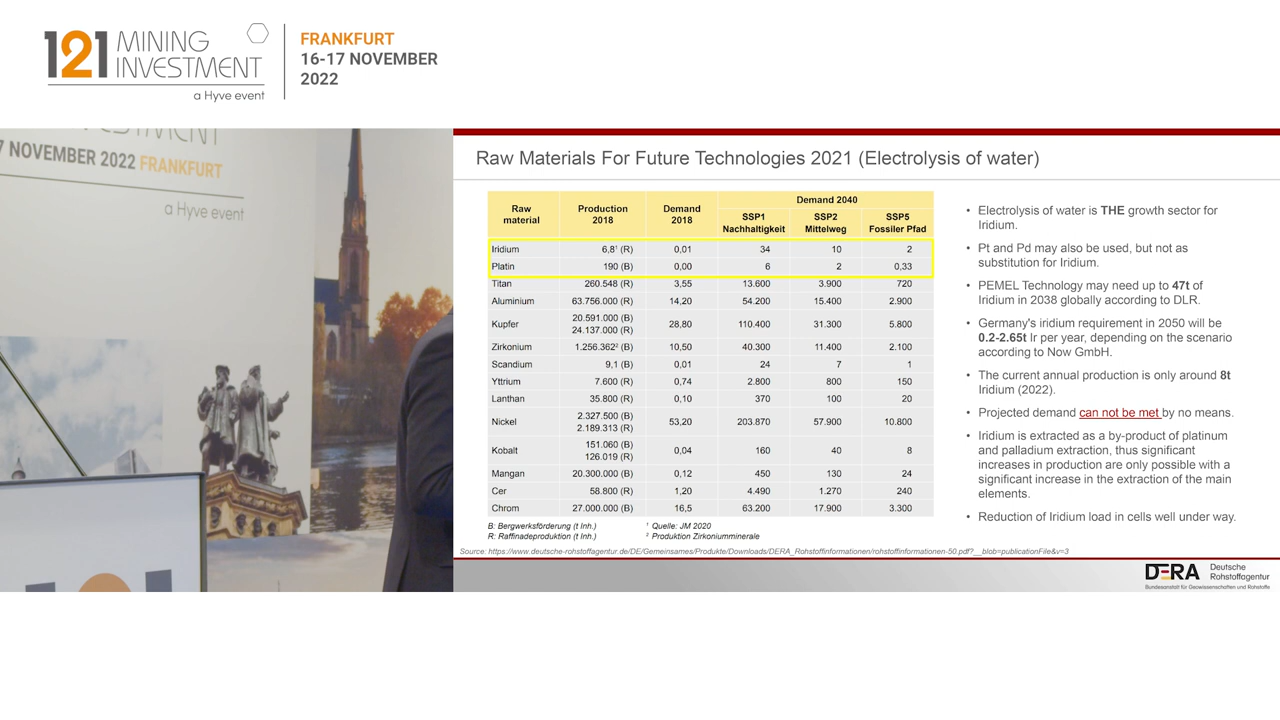 121 MINING INVESTMENT
a Hyve event
FRANKFURT
16-17 NOVEMBER
2022
7 NOVEMBER 2022 FRANKFURT
a Hyve event
Raw Materials For Future Technologies 2021 (Electrolysis of water)
Raw material | Production 2018 | Demand 2018 | Demand 2040
SSP1 Nachhaltigkeit | SSP2 Mittelweg | SSP5 Fossiler Pfad
Iridium 6,8¹ (R) 0,01 34 10 2
Platin 190 (B) 0,00 6 2 0,33
Titan 260.548 (R) 3,55 13.600 3.900 720
Aluminium 63.756.000 (R) 14,20 54.200 15.400 2.900
Kupfer 20.591.000 (B) 24.137.000 (R) 28,80 110.400 31.300 5.800
Zirkonium 1.256.362² (B) 10,50 40.300 11.400 2.100
Scandium 9,1 (R) 0,01 24 7 1
Yttrium 7.600 (R) 0,74 2.800 800 150
Lanthan 35.800 (R) 0,10 370 100 20
Nickel 2.327.500 (B) 2.189.313 (R) 53,20 203.870 57.900 10.800
Kobalt 151.060 (B) 126.019 (R) 0,04 160 40 8
Mangan 20.300.000 (B) 0,12 450 130 24
Cer 58.800 (R) 1,20 4.490 1.270 240
Chrom 27.000.000 (B) 16,5 63.200 17.900 3.300
B: Bergwerksförderung (t Inh.) ¹ Quelle: JM 2020
R: Raffinadeproduktion (t Inh.) ² Produktion Zirkoniumminerale
• Electrolysis of water is THE growth sector for
Iridium.
• Pt and Pd may also be used, but not as
substitution for Iridium.
• PEMEL Technology may need up to 47t of
Iridium in 2038 globally according to DLR.
• Germany's iridium requirement in 2050 will be
0.2-2.65t Ir per year, depending on the scenario
according to Now GmbH.
• The current annual production is only around 8t
Iridium (2022).
• Projected demand can not be met by no means.
• Iridium is extracted as a by-product of platinum
and palladium extraction, thus significant
increases in production are only possible with a
significant increase in the extraction of the main
elements.
• Reduction of Iridium load in cells well under way.
Source: https://www.deutsche-rohstoffagentur.de/DE/Gemeinsames/Produkte/Downloads/DERA_Rohstoffinformationen/rohstoffinformationen-50.pdf?__blob=publicationFile&v=3
DERA Deutsche
Rohstoffagentur
Bundesanstalt für Geowissenschaften und Rohstoffe